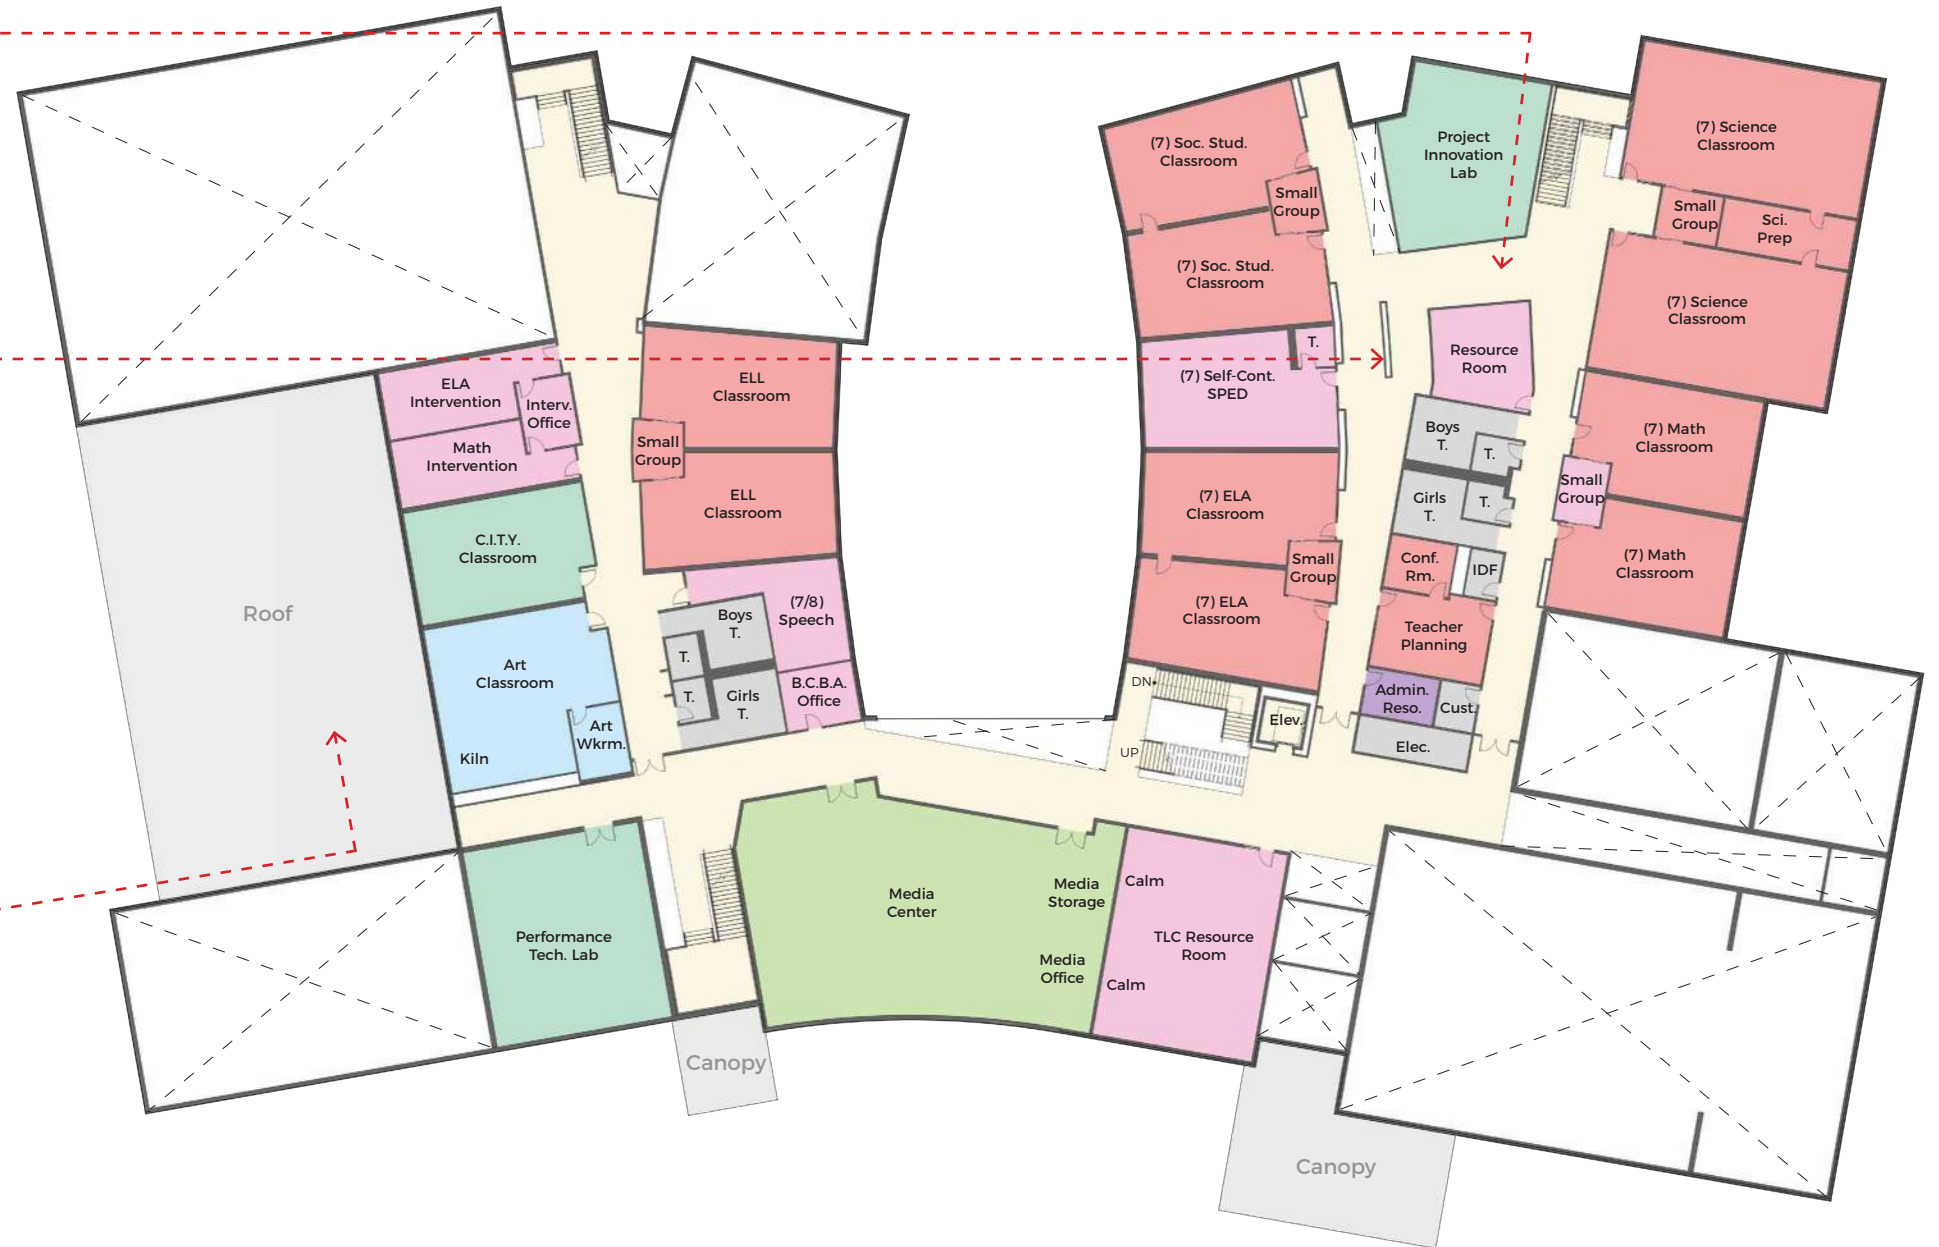 ELA
Intervention
Interv.
Office
Math
Intervention
C.I.T.Y.
Classroom
Art
Classroom
Art
Wkrm.
Kiln
Roof
ELL
Classroom
Small
Group
ELL
Classroom
(7/8)
Speech
Boys
T.
T.
T.
Girls
T.
B.C.B.A.
Office
Performance
Tech. Lab
Canopy
Media
Center
Media
Storage
Media
Office
Calm
TLC Resource
Room
Calm
Canopy
(7) Soc. Stud.
Classroom
Small
Group
(7) Soc. Stud.
Classroom
T.
(7) Self-Cont.
SPED
(7) ELA
Classroom
Small
Group
(7) ELA
Classroom
DN
UP
Elev.
Project
Innovation
Lab
Resource
Room
Boys
T.
T.
Girls
T.
T.
Conf.
Rm.
IDF
Teacher
Planning
Admin.
Reso.
Cust.
Elec.
(7) Science
Classroom
Small
Group
Sci.
Prep
(7) Science
Classroom
(7) Math
Classroom
Small
Group
(7) Math
Classroom